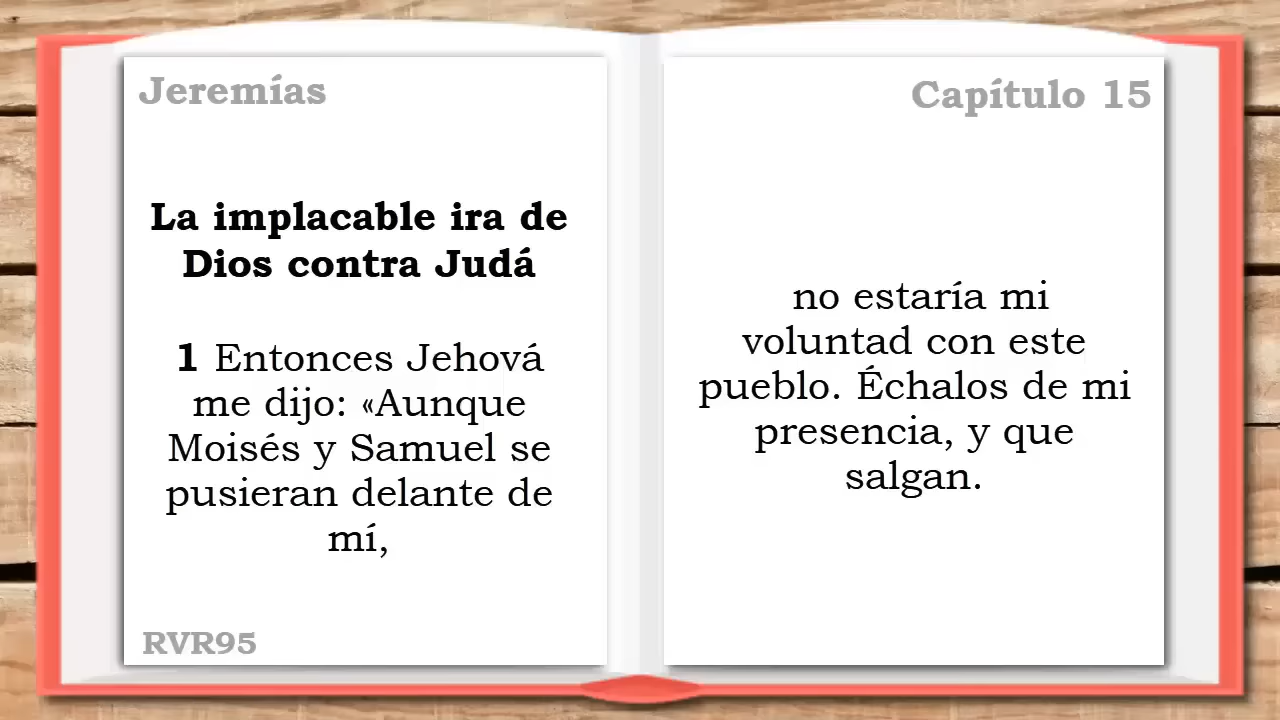 Jeremías
La implacable ira de
Dios contra Judá
1 Entonces Jehová
me dijo: «Aunque
Moisés y Samuel se
pusieran delante de
mí,
RVR95
Capítulo 15
no estaría mi
voluntad con este
pueblo. Échalos de mi
presencia, y que
salgan.